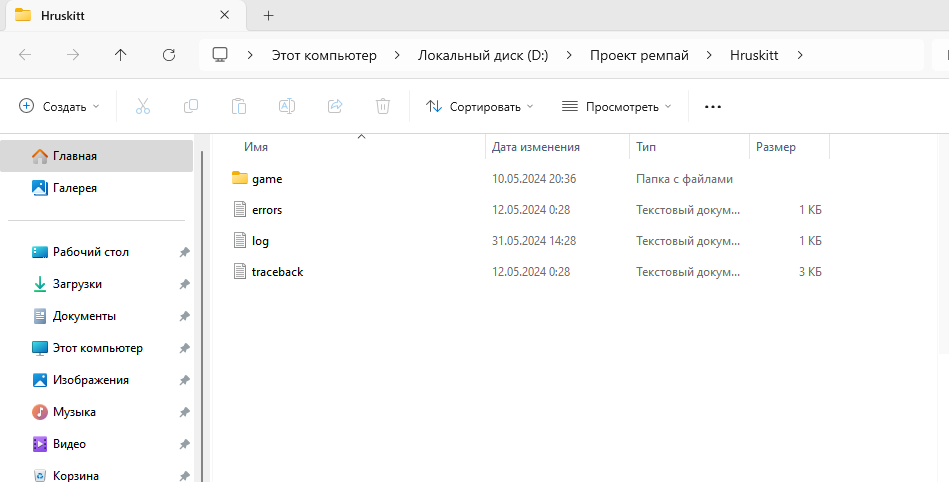 Hruskitt
Этот компьютер
Локальный диск (D:)
Проект ремпай
Hruskitt
Создать
Сортировать
Просмотреть
Главная
Галерея
Рабочий стол
Загрузки
Документы
Этот компьютер
Изображения
Музыка
Видео
Корзина
Имя Дата изменения Тип Размер
game 10.05.2024 20:36 Папка с файлами
errors 12.05.2024 0:28 Текстовый докум... 1 КБ
log 31.05.2024 14:28 Текстовый докум... 1 КБ
traceback 12.05.2024 0:28 Текстовый докум... 3 КБ